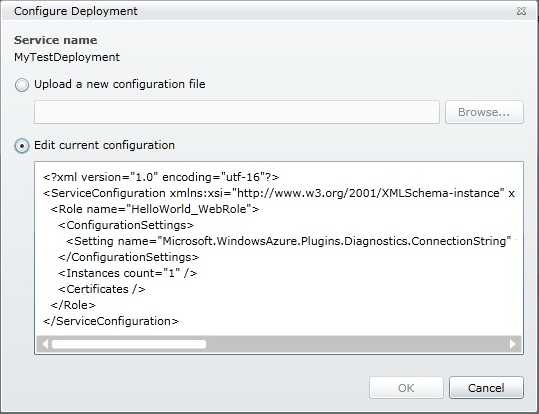 Configure Deployment
Service name
MyTestDeployment
Upload a new configuration file
Browse...
Edit current configuration
<?xml version="1.0" encoding="utf-16"?>
<ServiceConfiguration xmlns:xsi="http://www.w3.org/2001/XMLSchema-instance" x
<Role name="HelloWorld_WebRole">
<ConfigurationSettings>
<Setting name="Microsoft.WindowsAzure.Plugins.Diagnostics.ConnectionString"
</ConfigurationSettings>
<Instances count="1" />
<Certificates />
</Role>
</ServiceConfiguration>
OK Cancel